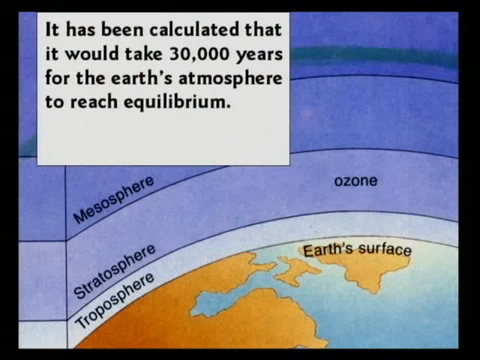 It has been calculated that
it would take 30,000 years
for the earth's atmosphere
to reach equilibrium.
Mesosphere
ozone
Stratosphere
Earth's surface
Troposphere